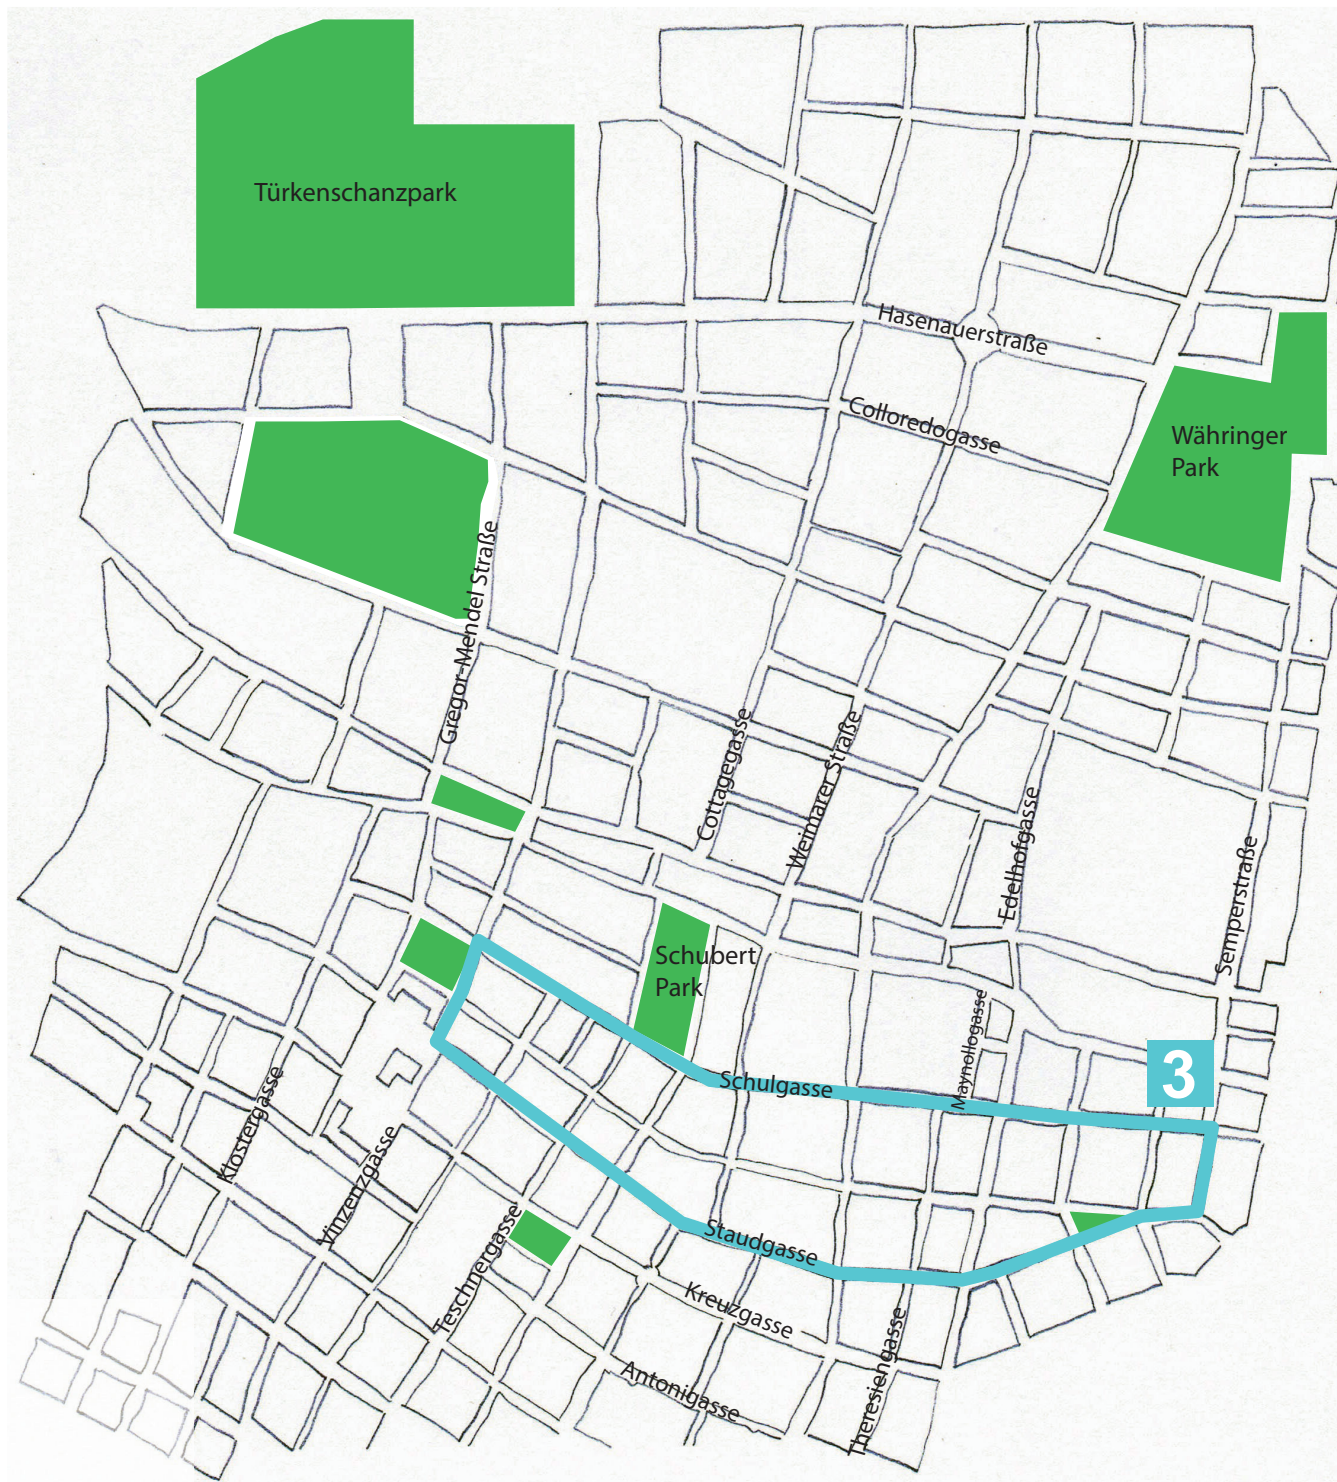 Türkenschanzpark
Hasenauerstraße
Colloredogasse
Währinger
Park
Gregor-Mendel Straße
Cottagegasse
Weimarer Straße
Edelhofgasse
Semperstraße
Schubert
Park
Maynollogasse
3
Schulgasse
Klostergasse
Vinzenzgasse
Teschnergasse
Staudgasse
Kreuzgasse
Antonigasse
Theresiengasse